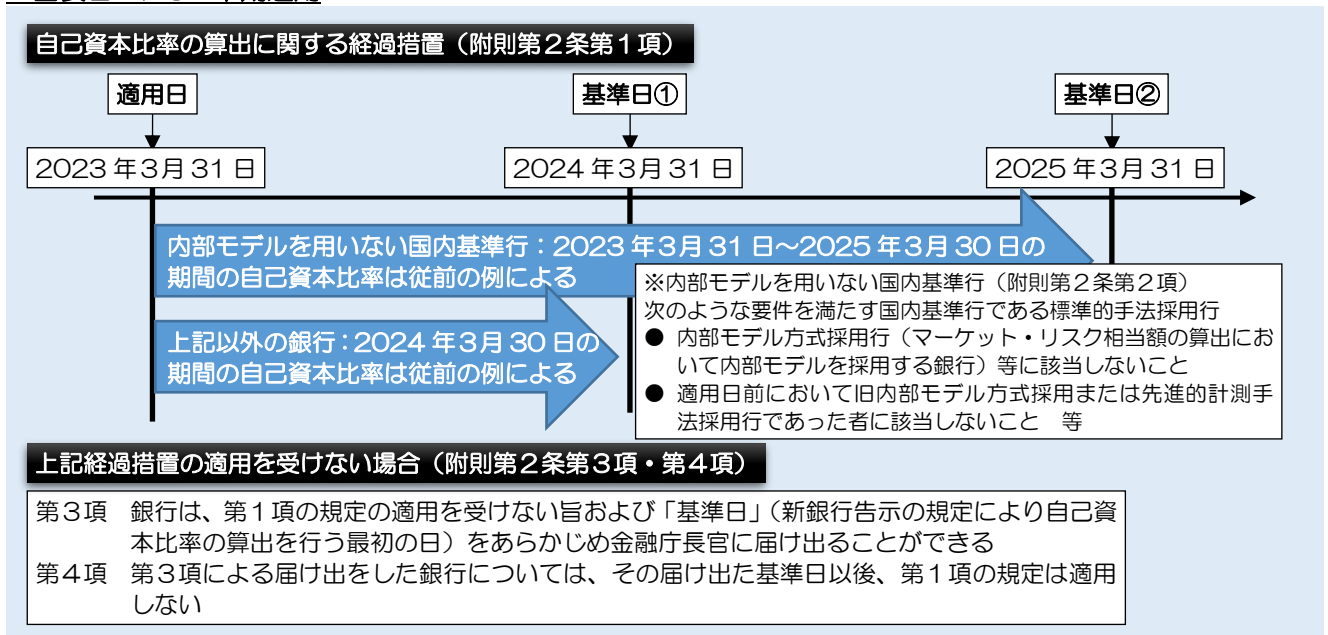 自己資本比率の算出に関する経過措置（附則第２条第１項）
適用日
基準日①
基準日②
2023年３月31日
2024年３月31日
2025年３月31日
内部モデルを用いない国内基準行：2023年３月31日～2025年３月30日の
期間の自己資本比率は従前の例による
上記以外の銀行：2024年３月30日の
期間の自己資本比率は従前の例による
※内部モデルを用いない国内基準行（附則第２条第２項）
次のような要件を満たす国内基準行である標準的手法採用行
● 内部モデル方式採用行（マーケット・リスク相当額の算出にお
いて内部モデルを採用する銀行）等に該当しないこと
● 適用日前において旧内部モデル方式採用または先進的計測手
法採用行であった者に該当しないこと　等
上記経過措置の適用を受けない場合（附則第２条第３項・第４項）
第３項　銀行は、第１項の規定の適用を受けない旨および「基準日」（新銀行告示の規定により自己資
本比率の算出を行う最初の日）をあらかじめ金融庁長官に届け出ることができる
第４項　第３項による届け出をした銀行については、その届け出た基準日以後、第１項の規定は適用
しない